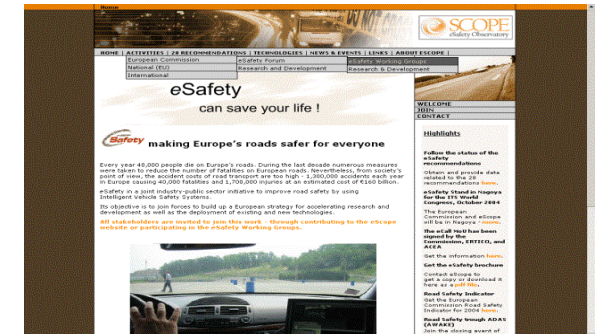 Home
SCOPE
eSafety Observatory
HOME | ACTIVITIES | 28 RECOMMENDATIONS | TECHNOLOGIES | NEWS & EVENTS | LINKS | ABOUT ESCOPE |
European Commission
eSafety Forum
eSafety Working Groups
National (EU)
Research and Development
Research & Development
International
eSafety
can save your life !
WELCOME
JOIN
CONTACT
eSafety making Europe's roads safer for everyone
Every year 40,000 people die on Europe's roads. During the last decade numerous measures
were taken to reduce the number of fatalities on European roads. Nevertheless, from society's
point of view, the accident costs of road transport are too high - 1,300,000 accidents each year
in Europe causing 40,000 fatalities and 1,700,000 injuries at an estimated cost of €160 billion.
eSafety in a joint industry-public sector initiative to improve road safety by using
Intelligent Vehicle Safety Systems.
Its objective is to join forces to build up a European strategy for accelerating research and
development as well as the deployment of existing and new technologies.
All stakeholders are invited to join this work - through contributing to the eScope
website or participating in the eSafety Working Groups.
Highlights
Follow the status of the
eSafety
recommendations
Obtain and provide data
related to the 28
recommendations here.
eSafety Stand in Nagoya
for the ITS World
Congress, October 2004
The European
Commission and eScope
will be in Nagoya - more.
The eCall MoU has been
signed by the
Commission, ERTICO, and
ACEA
Get the information here.
Get the eSafety brochure
Contact eScope to
get a copy or download it
here as a pdf file.
Road Safety Indicator
Get the European
Commission Road Safety
Indicator for 2004 here.
Road Safety trough ADAS
(AWAKE)
Join the closing event of